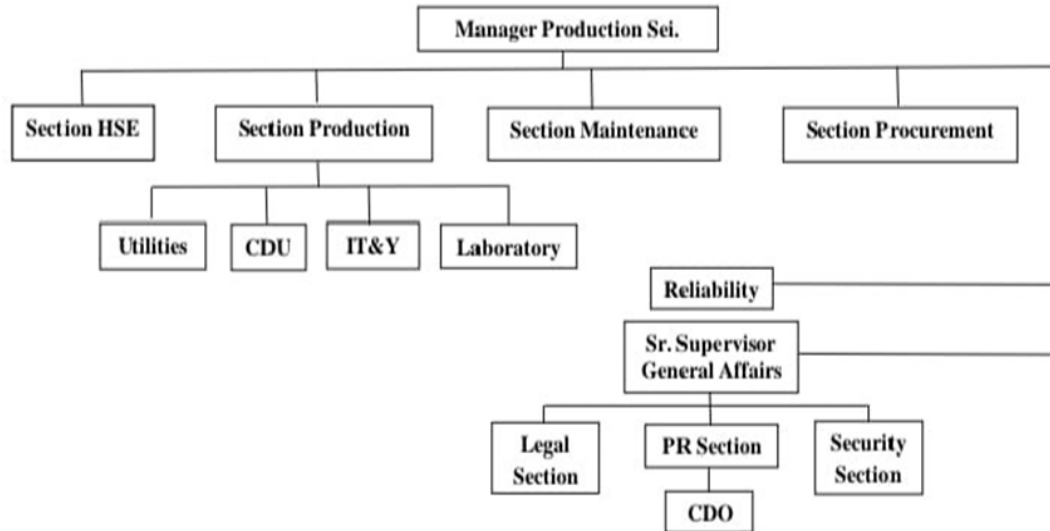 Manager Production Sei.
Section HSE
Section Production
Section Maintenance
Section Procurement
Utilities
CDU
IT&Y
Laboratory
Reliability
Sr. Supervisor
General Affairs
Legal
Section
PR Section
Security
Section
CDO